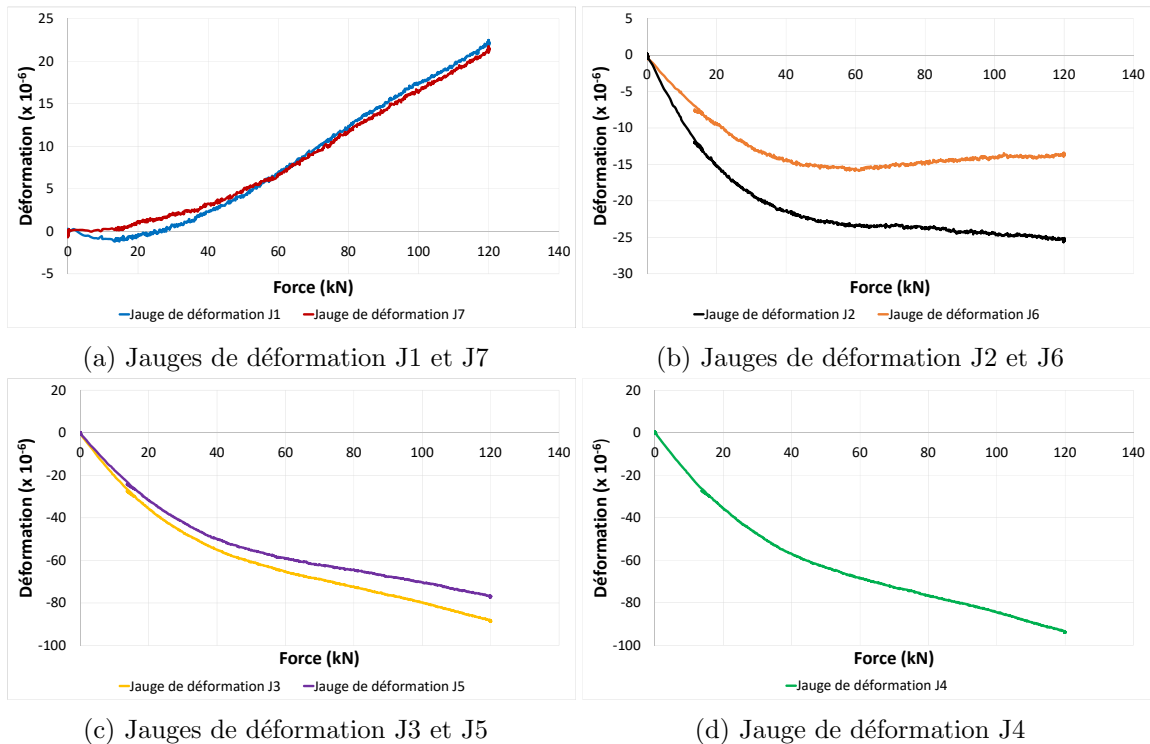 25
20
15
10
5
0
-5
0 20 40 60 80 100 120 140
Déformation (x 10⁻⁶)
Force (kN)
Jauge de déformation J1 Jauge de déformation J7
(a) Jauges de déformation J1 et J7
5
0
-5
-10
-15
-20
-25
-30
0 20 40 60 80 100 120 140
Déformation (x 10⁻⁶)
Force (kN)
Jauge de déformation J2 Jauge de déformation J6
(b) Jauges de déformation J2 et J6
20
0
-20
-40
-60
-80
-100
0 20 40 60 80 100 120 140
Déformation (x 10⁻⁶)
Force (kN)
Jauge de déformation J3 Jauge de déformation J5
(c) Jauges de déformation J3 et J5
20
0
-20
-40
-60
-80
-100
0 20 40 60 80 100 120 140
Déformation (x 10⁻⁶)
Force (kN)
Jauge de déformation J4
(d) Jauge de déformation J4